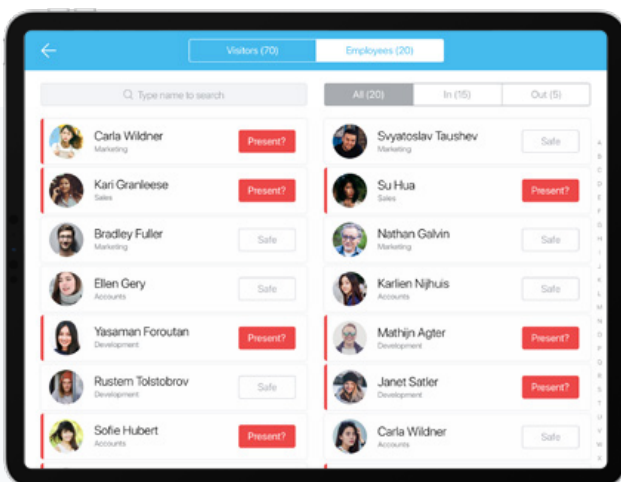 Visitors (70)
Employees (20)
Type name to search
All (20)
In (15)
Out (5)
Carla Wildner
Marketing
Present?
Svyatoslav Taushev
Marketing
Safe
Kari Granleese
Sales
Present?
Su Hua
Sales
Present?
Bradley Fuller
Marketing
Safe
Nathan Galvin
Marketing
Safe
Ellen Gery
Accounts
Safe
Karlien Nijhuis
Accounts
Safe
Yasaman Foroutan
Development
Present?
Mathijn Agter
Development
Present?
Rustem Tolstobrov
Development
Safe
Janet Satler
Development
Present?
Sofie Hubert
Accounts
Present?
Carla Wildner
Accounts
Safe